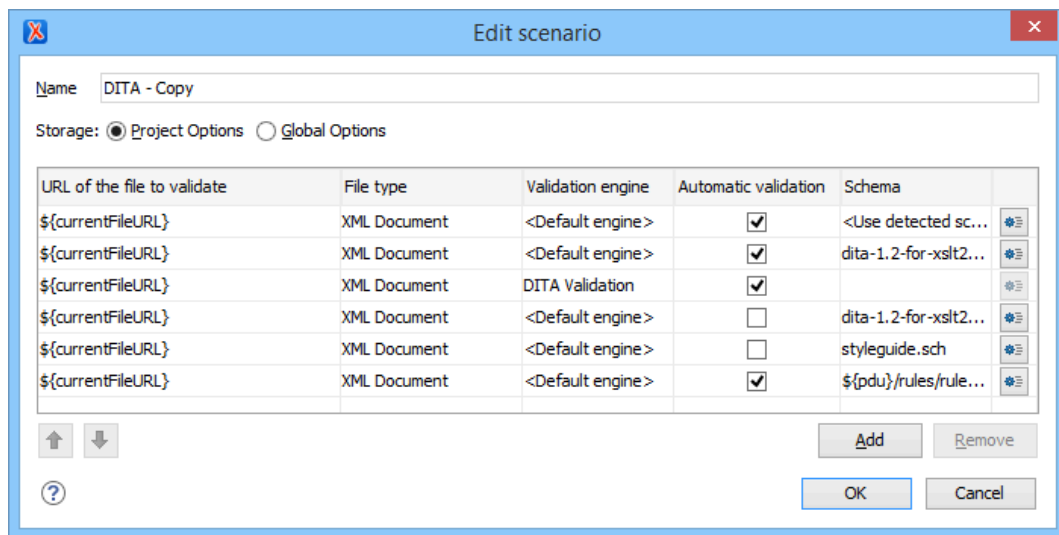 Edit scenario
Name DITA - Copy
Storage: Project Options Global Options
URL of the file to validate File type Validation engine Automatic validation Schema
${currentFileURL} XML Document <Default engine> <Use detected sc...
${currentFileURL} XML Document <Default engine> dita-1.2-for-xslt2...
${currentFileURL} XML Document DITA Validation
${currentFileURL} XML Document <Default engine> dita-1.2-for-xslt2...
${currentFileURL} XML Document <Default engine> styleguide.sch
${currentFileURL} XML Document <Default engine> ${pdu}/rules/rule...
Add Remove
? OK Cancel